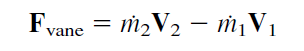 F_vane = ṁ₂V₂ − ṁ₁V₁